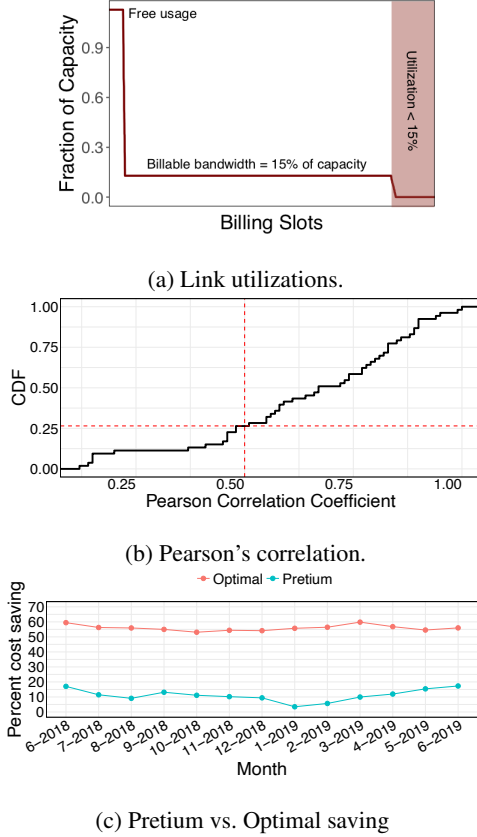 Free usage
0.9
0.6
0.3
0.0
Fraction of Capacity
Billable bandwidth = 15% of capacity
Utilization < 15%
Billing Slots
(a) Link utilizations.
1.00
0.75
0.50
0.25
0.00
CDF
0.25
0.50
0.75
1.00
Pearson Correlation Coefficient
(b) Pearson's correlation.
Optimal
Pretium
70
60
50
40
30
20
10
0
Percent cost saving
6–2018
7–2018
8–2018
9–2018
10–2018
11–2018
12–2018
1–2019
2–2019
3–2019
4–2019
5–2019
6–2019
Month
(c) Pretium vs. Optimal saving